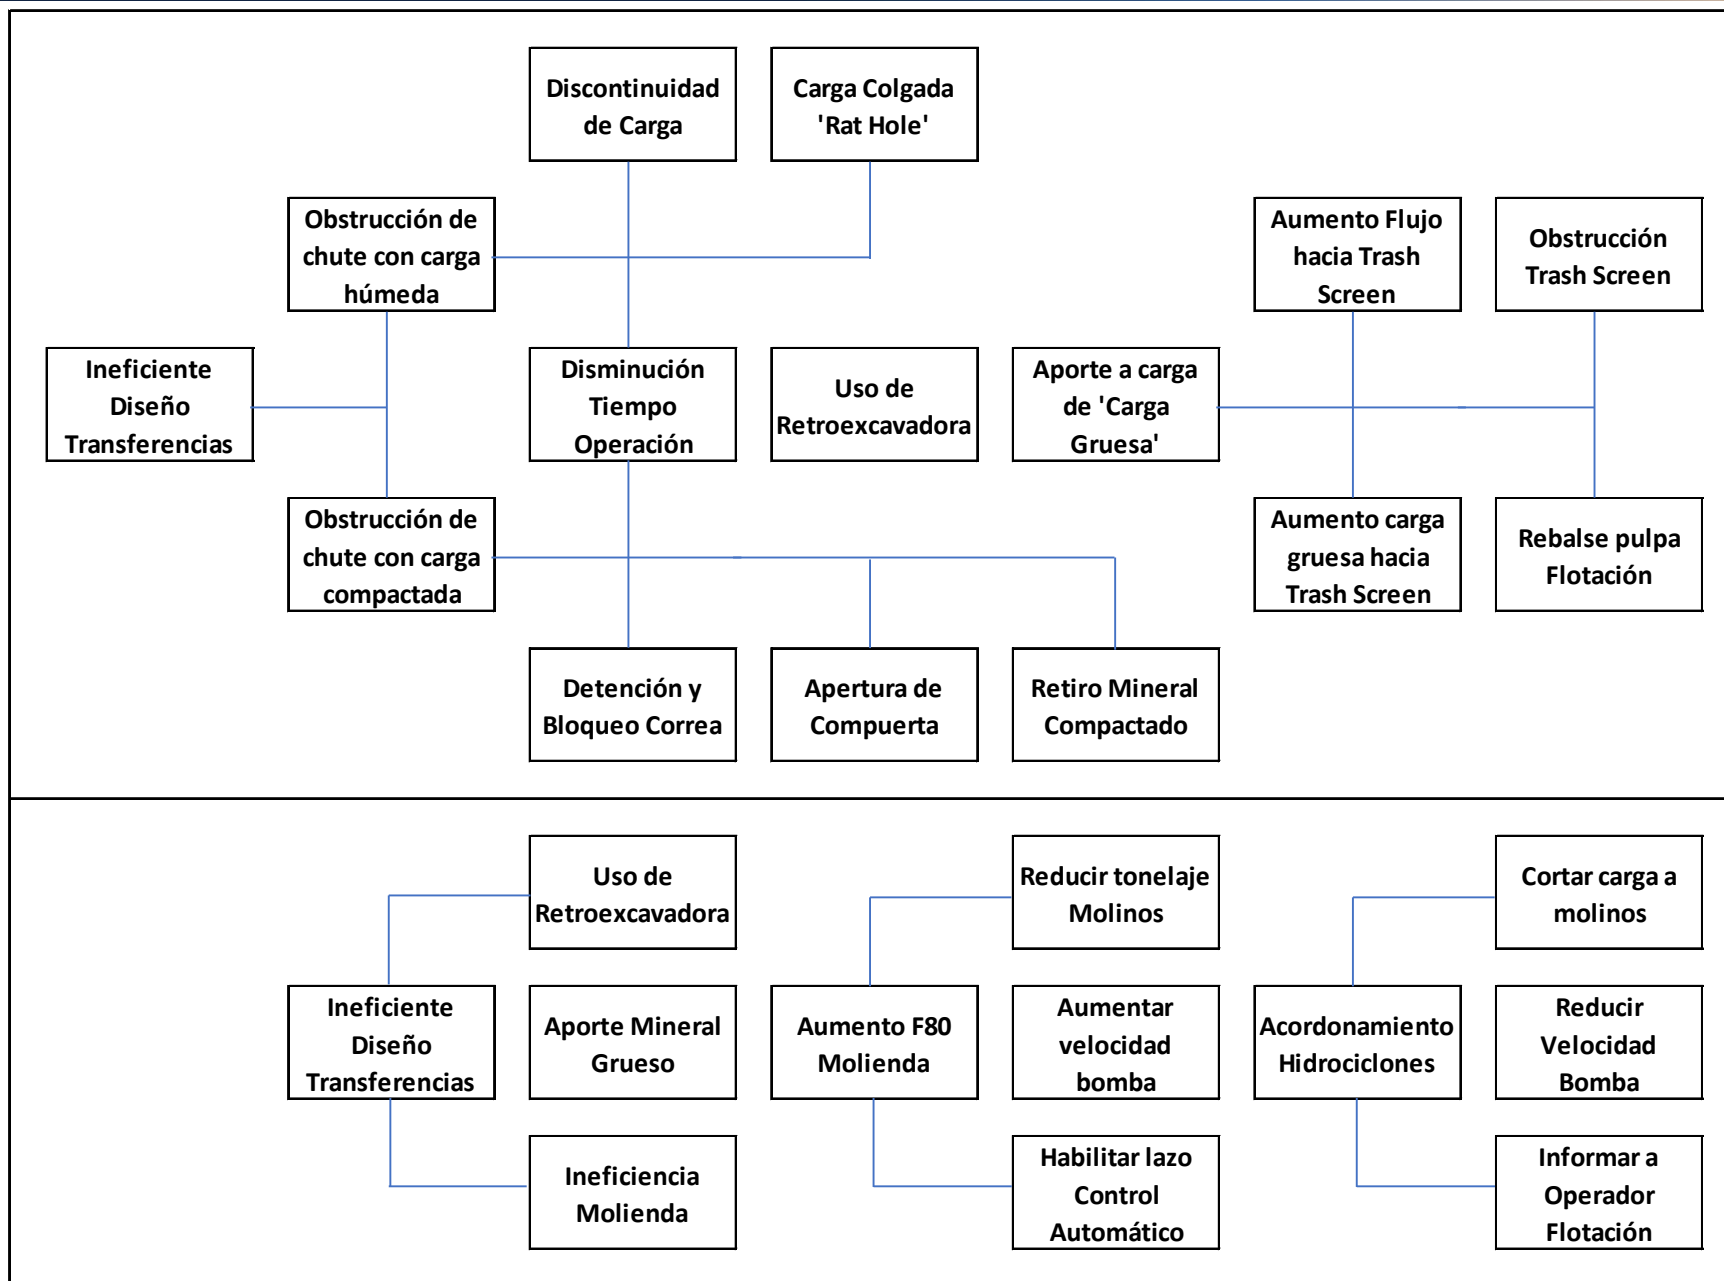 Discontinuidad
de Carga
Carga Colgada
'Rat Hole'
Obstrucción de
chute con carga
húmeda
Aumento Flujo
hacia Trash
Screen
Obstrucción
Trash Screen
Ineficiente
Diseño
Transferencias
Disminución
Tiempo
Operación
Uso de
Retroexcavadora
Aporte a carga
de 'Carga
Gruesa'
Obstrucción de
chute con carga
compactada
Aumento carga
gruesa hacia
Trash Screen
Rebalse pulpa
Flotación
Detención y
Bloqueo Correa
Apertura de
Compuerta
Retiro Mineral
Compactado
Uso de
Retroexcavadora
Reducir tonelaje
Molinos
Cortar carga a
molinos
Ineficiente
Diseño
Transferencias
Aporte Mineral
Grueso
Aumento F80
Molienda
Aumentar
velocidad
bomba
Acordonamiento
Hidrociclones
Reducir
Velocidad
Bomba
Ineficiencia
Molienda
Habilitar lazo
Control
Automático
Informar a
Operador
Flotación